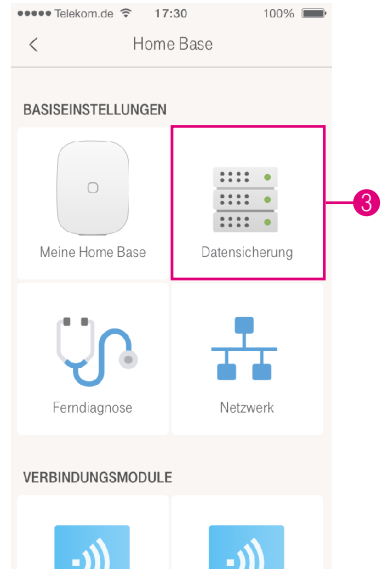 Telekom.de 17:30 100%
Home Base
BASISEINSTELLUNGEN
Meine Home Base
Datensicherung
3
Ferndiagnose
Netzwerk
VERBINDUNGSMODULE